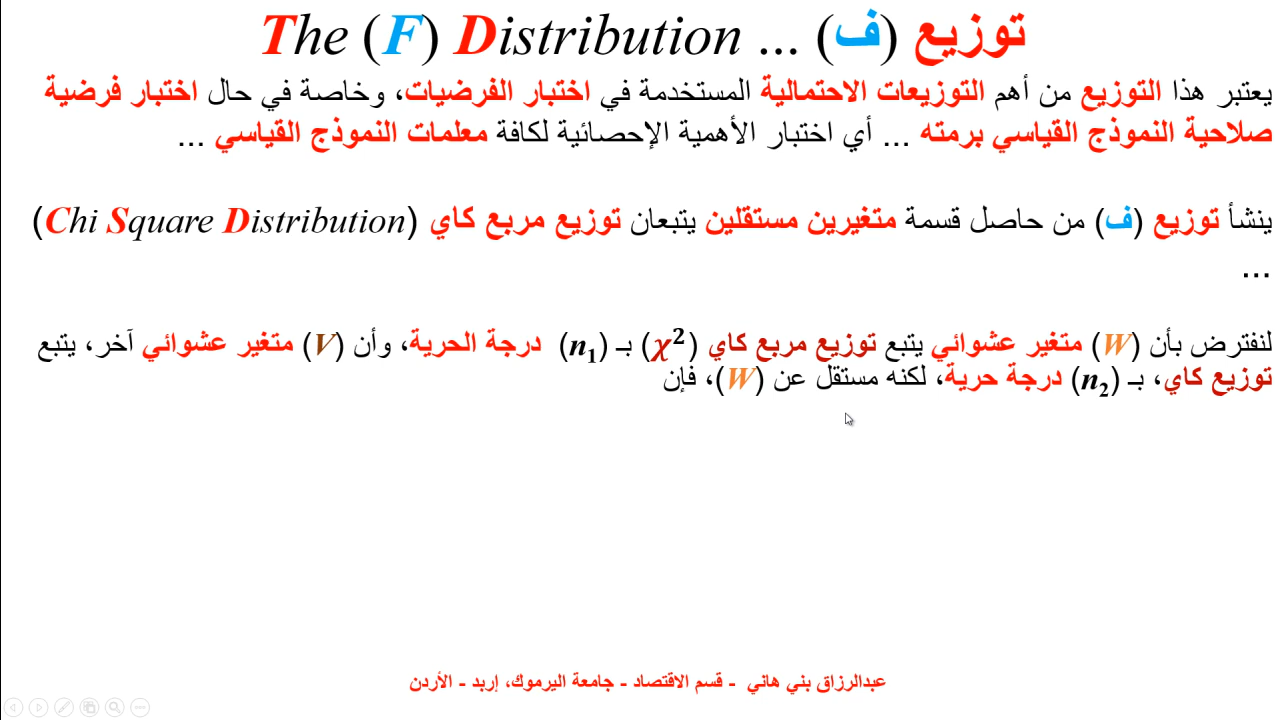 توزيع (ف) ... The (F) Distribution
يعتبر هذا التوزيع من أهم التوزيعات الاحتمالية المستخدمة في اختبار الفرضيات، وخاصة في حال اختبار فرضية
صلاحية النموذج القياسي برمته ... أي اختبار الأهمية الإحصائية لكافة معلمات النموذج القياسي ...
ينشأ توزيع (ف) من حاصل قسمة متغيرين مستقلين يتبعان توزيع مربع كاي (Chi Square Distribution)
...
لنفترض بأن (W) متغير عشوائي يتبع توزيع مربع كاي (χ²) بـ (n₁) درجة الحرية، وأن (V) متغير عشوائي آخر، يتبع
توزيع كاي، بـ (n₂) درجة حرية، لكنه مستقل عن (W)، فإن
عبدالرزاق بني هاني - قسم الاقتصاد - جامعة اليرموك، إربد - الأردن